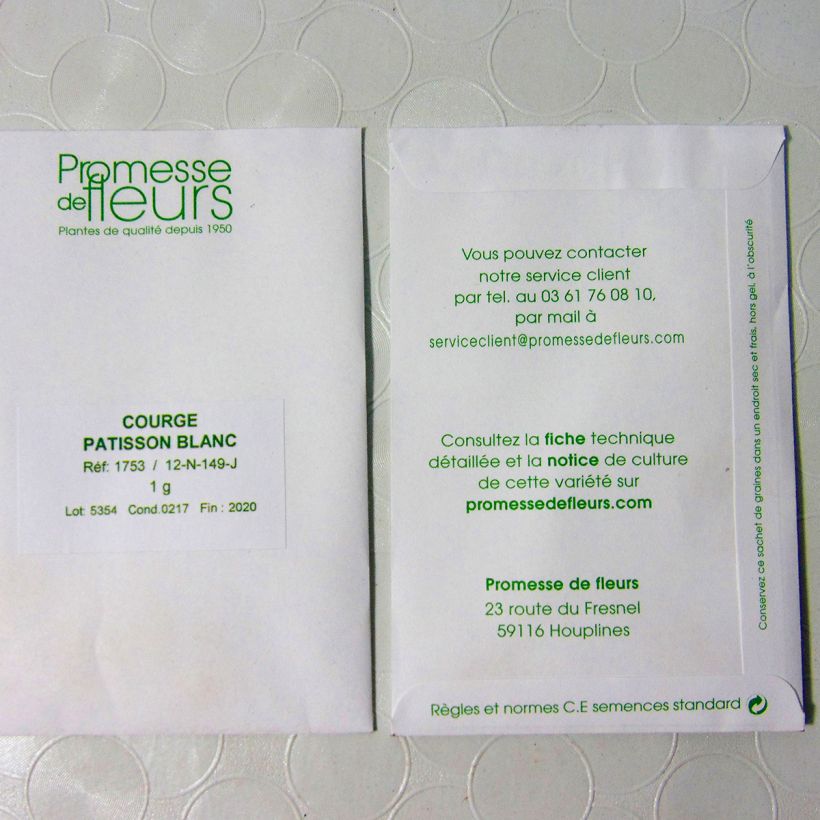 Promesse
de fleurs
Plantes de qualité depuis 1950
COURGE
PATISSON BLANC
Réf: 1753 / 12-N-149-J
1 g
Lot: 5354 Cond.0217 Fin : 2020
Vous pouvez contacter
notre service client
par tel. au 03 61 76 08 10,
par mail à
serviceclient@promessedefleurs.com
Consultez la fiche technique
détaillée et la notice de culture
de cette variété sur
promessedefleurs.com
Promesse de fleurs
23 route du Fresnel
59116 Houplines
Règles et normes C.E semences standard
Conservez ce sachet de graines dans un endroit sec et frais, hors gel, à l'obscurité